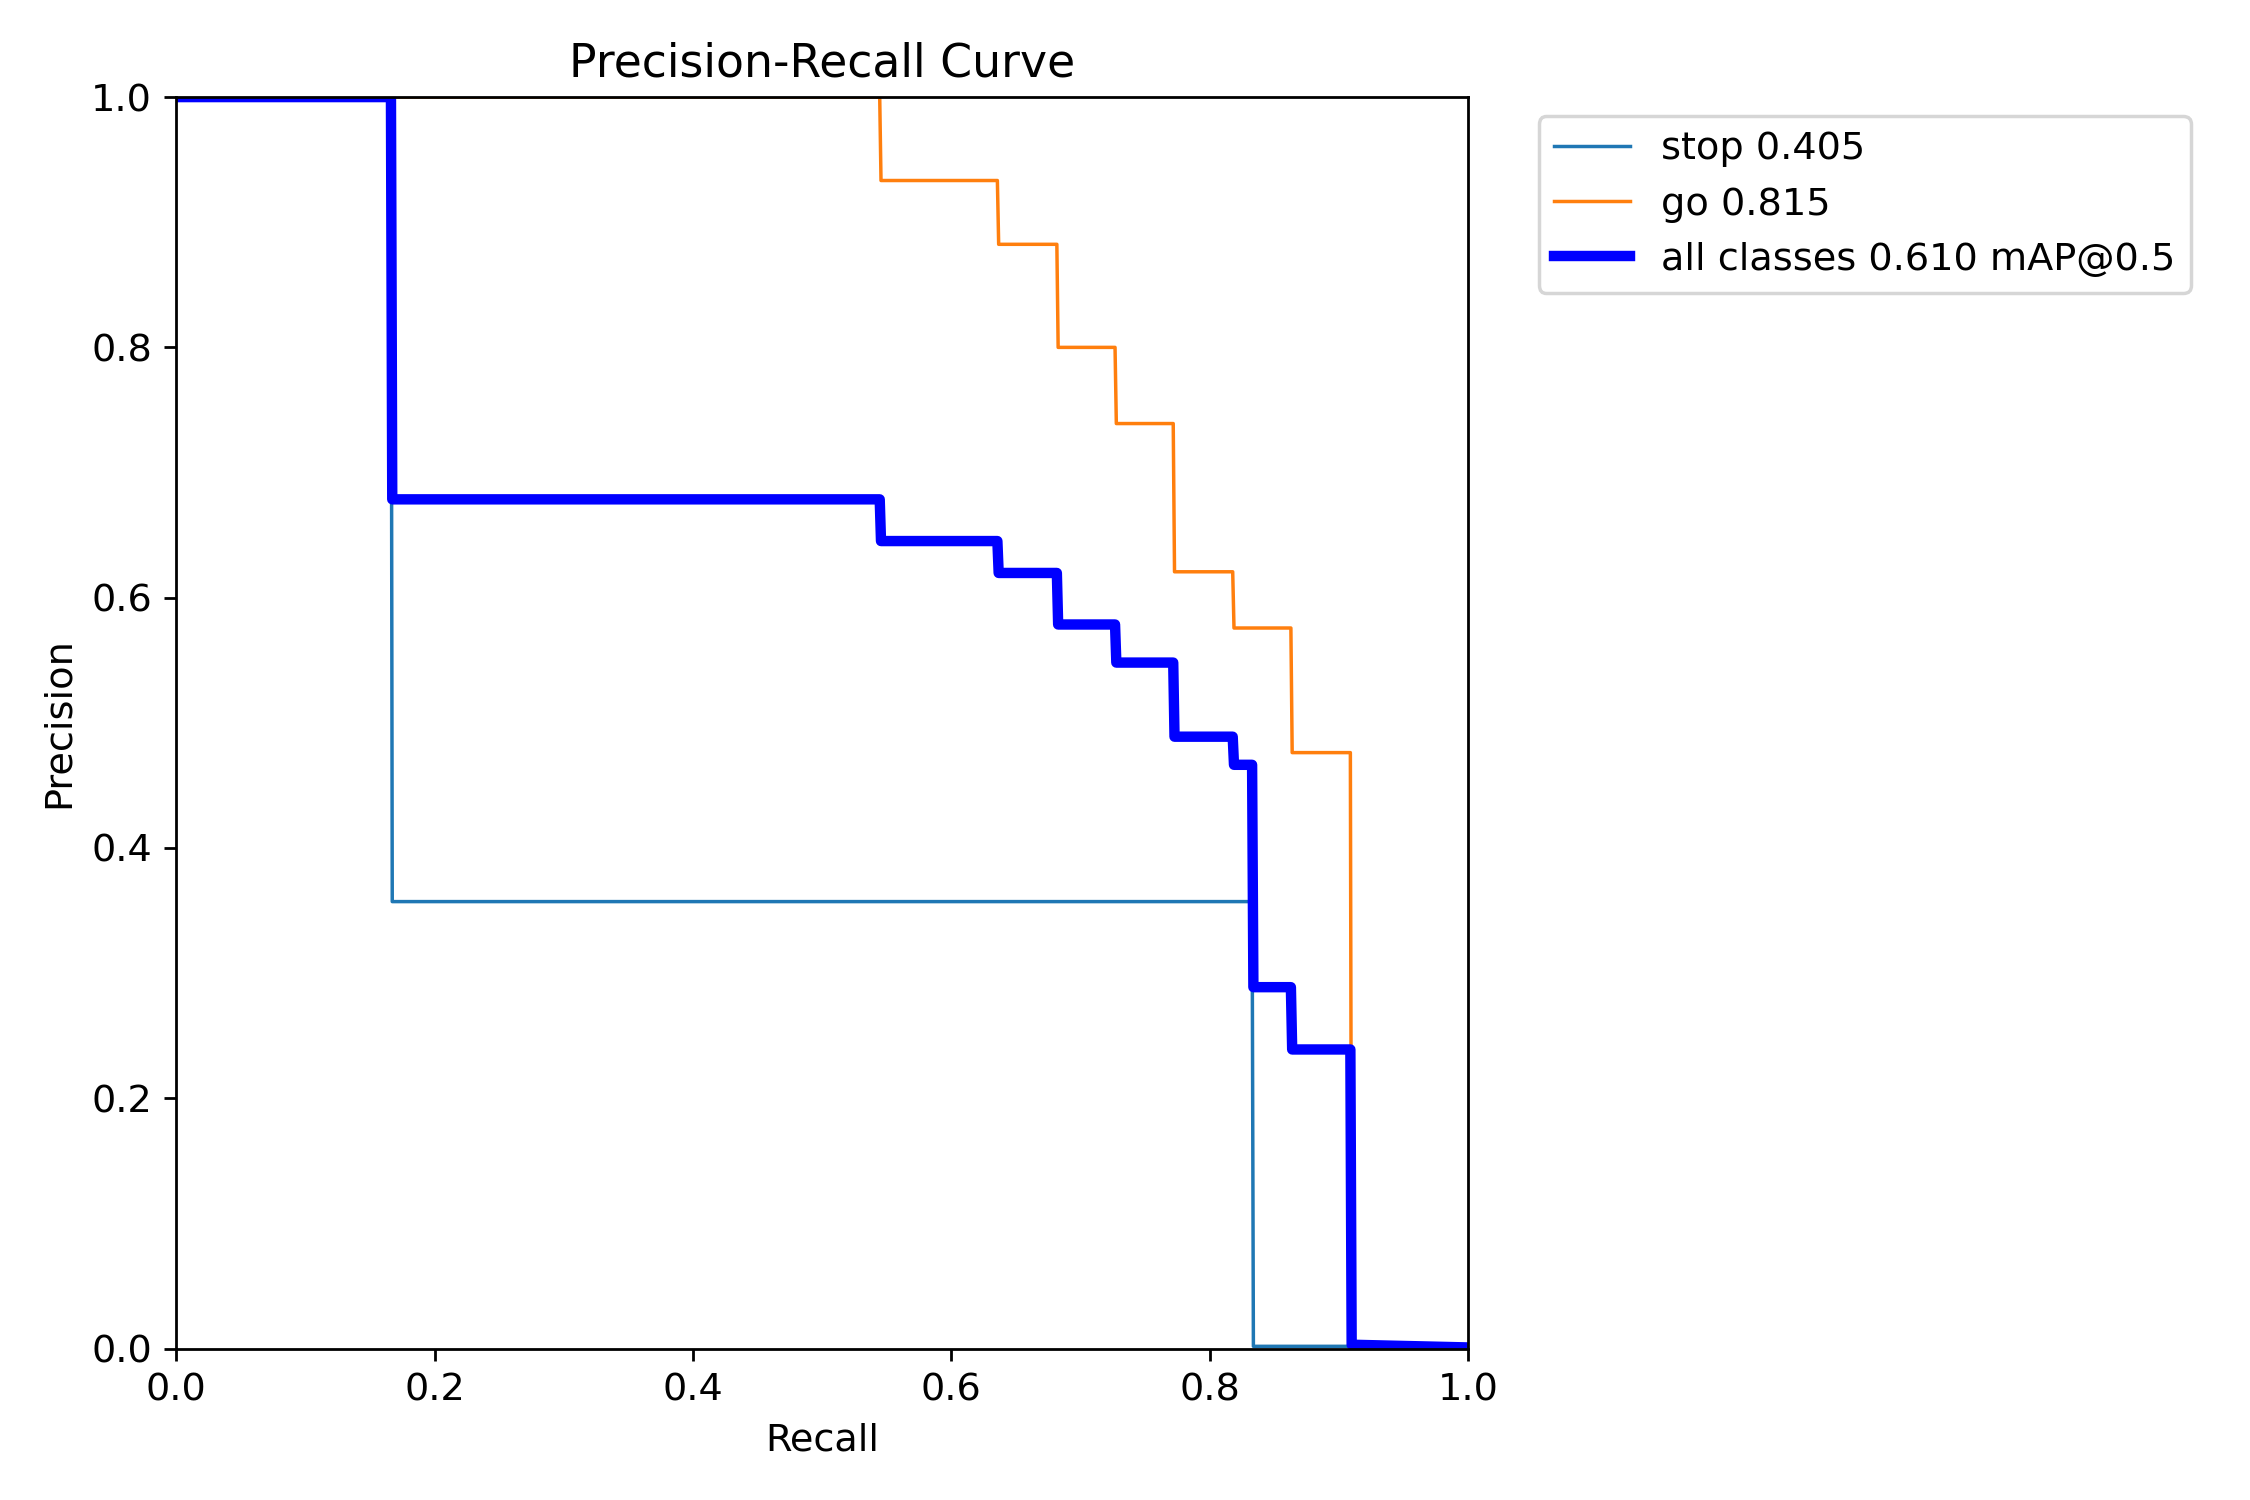 Precision-Recall Curve
1.0
0.8
0.6
0.4
0.2
0.0
Precision
0.0 0.2 0.4 0.6 0.8 1.0
Recall
stop 0.405
go 0.815
all classes 0.610 mAP@0.5